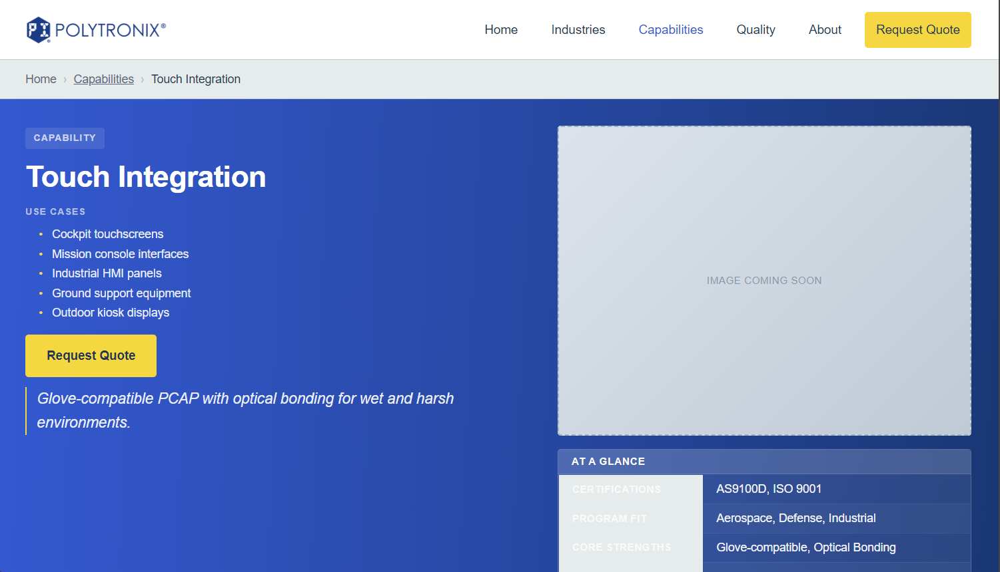 PI POLYTRONIX®
Home Industries Capabilities Quality About Request Quote
Home › Capabilities › Touch Integration
CAPABILITY
Touch Integration
USE CASES
• Cockpit touchscreens
• Mission console interfaces
• Industrial HMI panels
• Ground support equipment
• Outdoor kiosk displays
Request Quote
Glove-compatible PCAP with optical bonding for wet and harsh
environments.
IMAGE COMING SOON
AT A GLANCE
CERTIFICATIONS AS9100D, ISO 9001
PROGRAM FIT Aerospace, Defense, Industrial
CORE STRENGTHS Glove-compatible, Optical Bonding